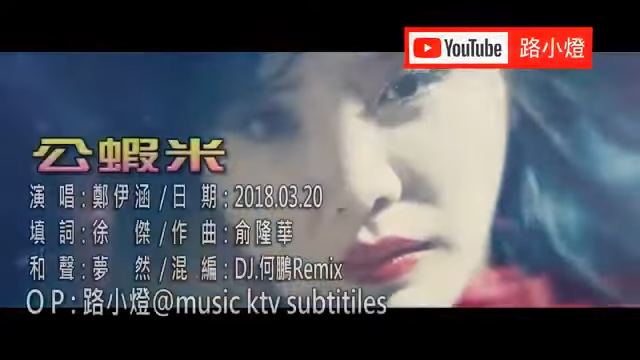 YouTube 路小燈
公蝦米
演 唱 : 鄭 伊 涵 / 日 期 : 2018.03.20
填 詞 : 徐 傑 / 作 曲 : 俞 隆 華
和 聲 : 夢 然 / 混 編 : DJ.何鵬Remix
O P : 路小燈@music ktv subtitiles